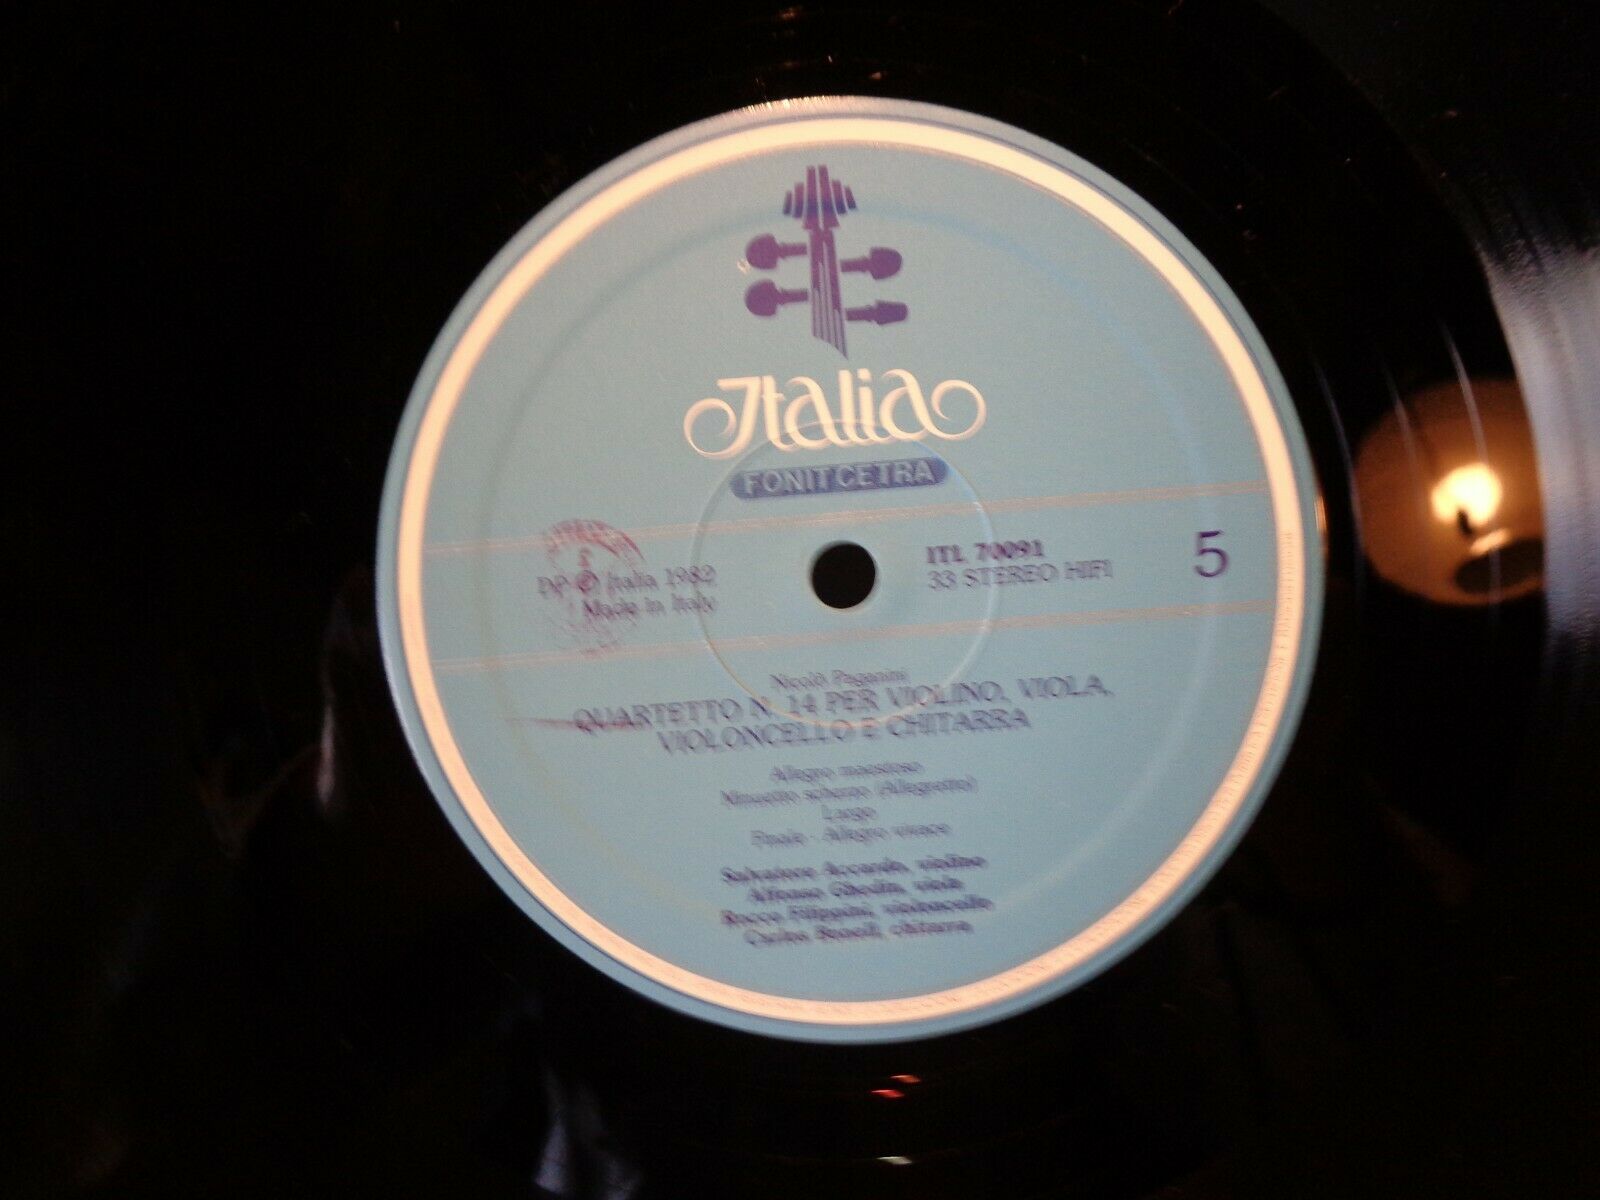 Italia
FONIT CETRA
DP ℗ Italia 1982
Made in Italy
ITL 70091
33 STEREO HIFI
5
Nicolò Paganini
QUARTETTO N. 14 PER VIOLINO, VIOLA,
VIOLONCELLO E CHITARRA
Allegro maestoso
Minuetto scherzo (Allegretto)
Largo
Finale - Allegro vivace
Salvatore Accardo, violino
Alfonso Ghedin, viola
Rocco Filippini, violoncello
Carlos Bonell, chitarra